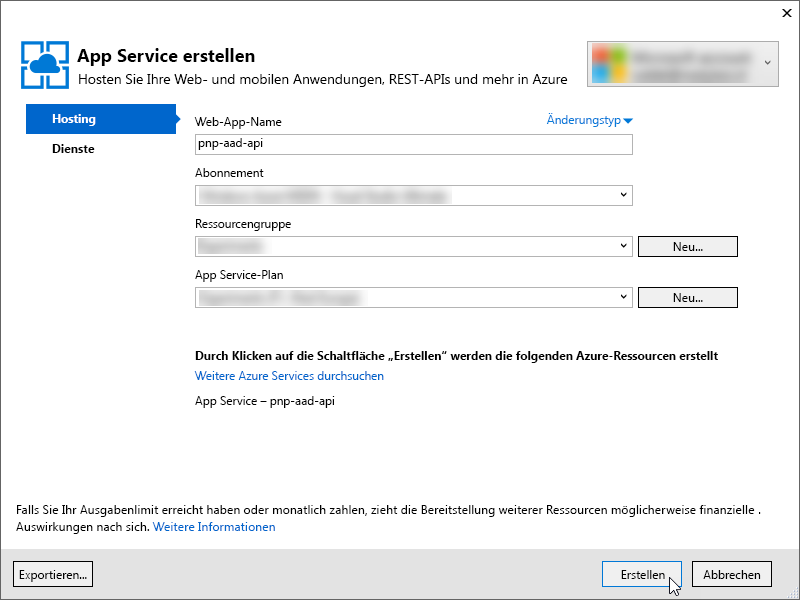 App Service erstellen
Hosten Sie Ihre Web- und mobilen Anwendungen, REST-APIs und mehr in Azure
Hosting
Dienste
Web-App-Name
Änderungstyp
pnp-aad-api
Abonnement
Ressourcengruppe
Neu...
App Service-Plan
Neu...
Durch Klicken auf die Schaltfläche „Erstellen“ werden die folgenden Azure-Ressourcen erstellt
Weitere Azure Services durchsuchen
App Service – pnp-aad-api
Falls Sie Ihr Ausgabenlimit erreicht haben oder monatlich zahlen, zieht die Bereitstellung weiterer Ressourcen möglicherweise finanzielle .
Auswirkungen nach sich. Weitere Informationen
Exportieren...
Erstellen
Abbrechen